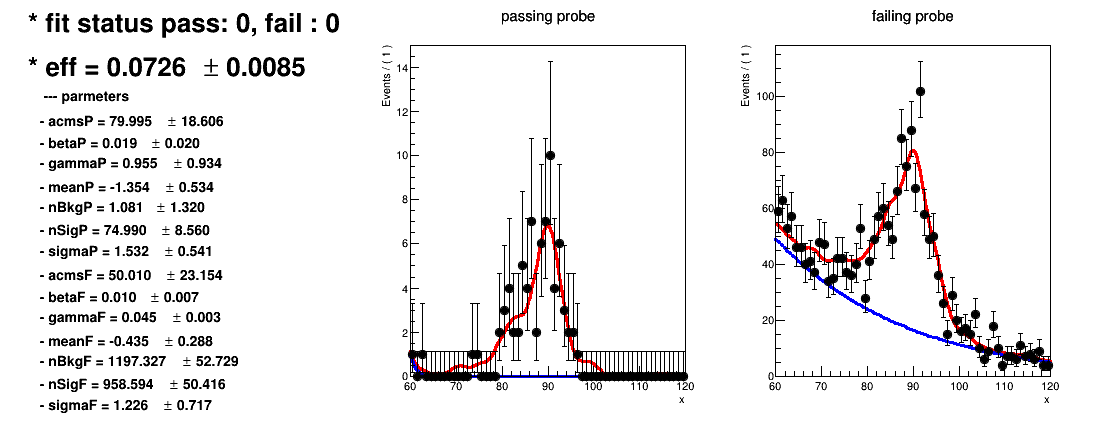 * fit status pass: 0, fail : 0
* eff = 0.0726 ± 0.0085
--- parmeters
- acmsP = 79.995 ± 18.606
- betaP = 0.019 ± 0.020
- gammaP = 0.955 ± 0.934
- meanP = -1.354 ± 0.534
- nBkgP = 1.081 ± 1.320
- nSigP = 74.990 ± 8.560
- sigmaP = 1.532 ± 0.541
- acmsF = 50.010 ± 23.154
- betaF = 0.010 ± 0.007
- gammaF = 0.045 ± 0.003
- meanF = -0.435 ± 0.288
- nBkgF = 1197.327 ± 52.729
- nSigF = 958.594 ± 50.416
- sigmaF = 1.226 ± 0.717
passing probe
Events / ( 1 )
14
12
10
8
6
4
2
0
60 70 80 90 100 110 120
x
failing probe
Events / ( 1 )
100
80
60
40
20
0
60 70 80 90 100 110 120
x